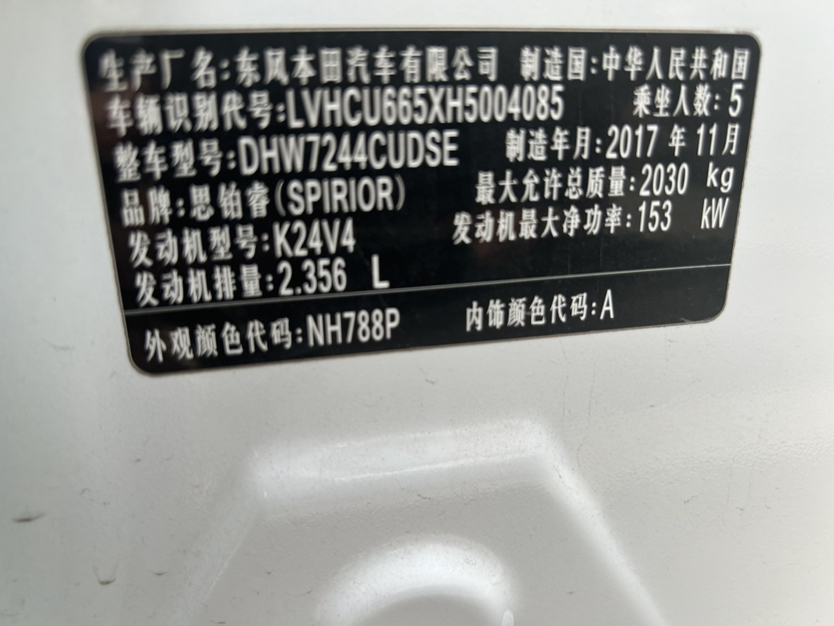 生产厂名:东风本田汽车有限公司 制造国:中华人民共和国
车辆识别代号:LVHCU665XH5004085 乘坐人数:5
整车型号:DHW7244CUDSE 制造年月:2017 年 11月
品牌:思铂睿(SPIRIOR) 最大允许总质量:2030 kg
发动机型号:K24V4 发动机最大净功率:153 kW
发动机排量:2.356 L
外观颜色代码:NH788P 内饰颜色代码:A